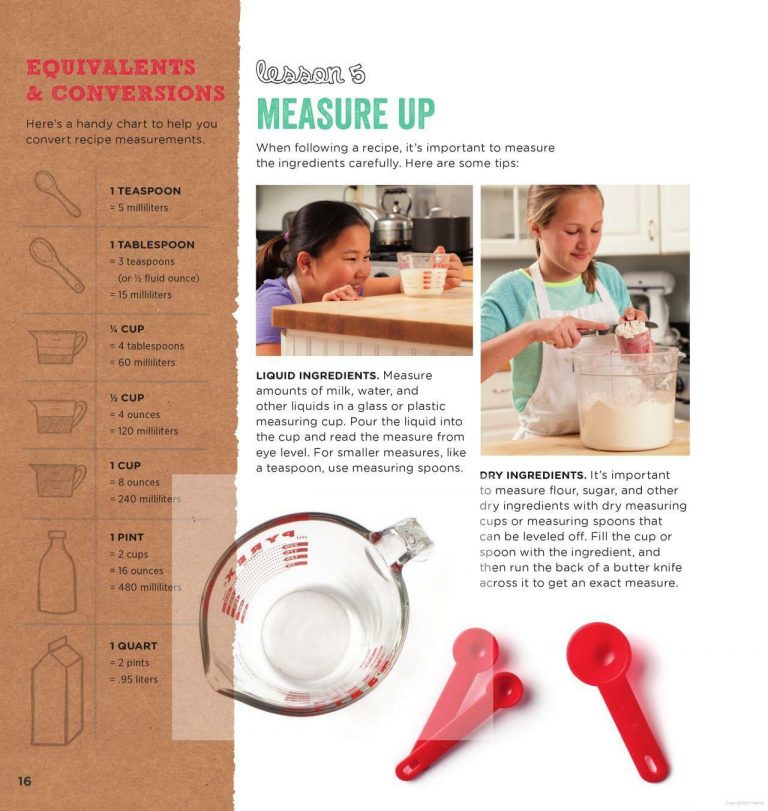 EQUIVALENTS
& CONVERSIONS
Here's a handy chart to help you
convert recipe measurements.
1 TEASPOON
= 5 milliliters
1 TABLESPOON
= 3 teaspoons
(or ½ fluid ounce)
= 15 milliliters
¼ CUP
= 4 tablespoons
= 60 milliliters
½ CUP
= 4 ounces
= 120 milliliters
1 CUP
= 8 ounces
= 240 milliliters
1 PINT
= 2 cups
= 16 ounces
= 480 milliliters
1 QUART
= 2 pints
= .95 liters
16
lesson 5
MEASURE UP
When following a recipe, it's important to measure
the ingredients carefully. Here are some tips:
LIQUID INGREDIENTS. Measure
amounts of milk, water, and
other liquids in a glass or plastic
measuring cup. Pour the liquid into
the cup and read the measure from
eye level. For smaller measures, like
a teaspoon, use measuring spoons.
DRY INGREDIENTS. It's important
to measure flour, sugar, and other
dry ingredients with dry measuring
cups or measuring spoons that
can be leveled off. Fill the cup or
spoon with the ingredient, and
then run the back of a butter knife
across it to get an exact measure.
PYREX
Copyrighted material